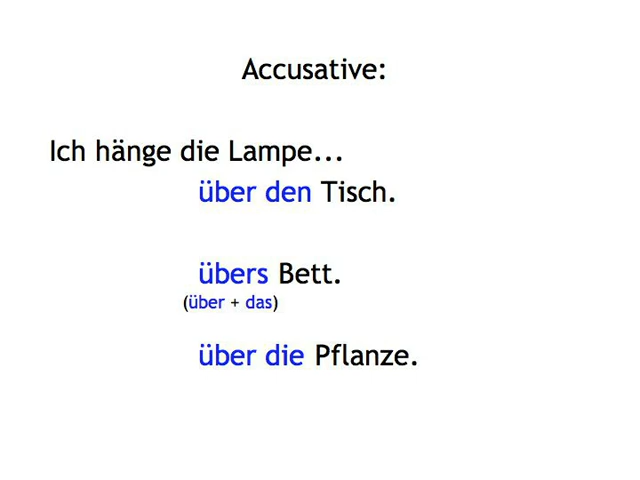 Accusative:
Ich hänge die Lampe...
über den Tisch.
übers Bett.
(über + das)
über die Pflanze.